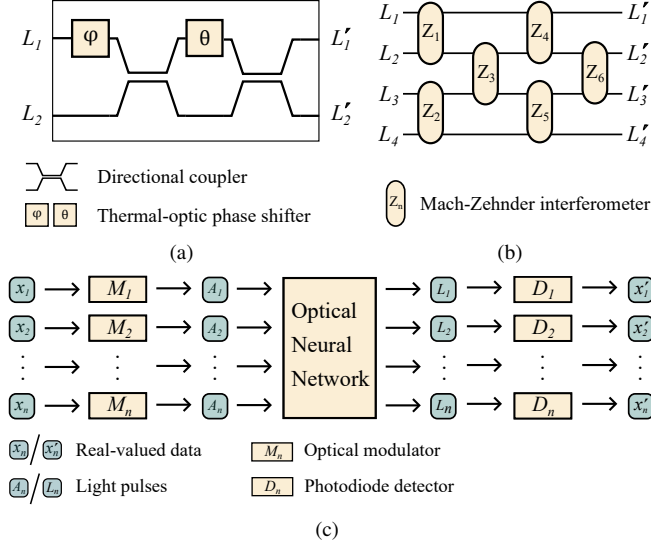 L1 φ θ L1′
L2 L2′
Directional coupler
φ θ Thermal-optic phase shifter
(a)
L1 Z1 Z4 L1′
L2 Z3 Z6 L2′
L3 Z2 Z5 L3′
L4 L4′
Zn Mach-Zehnder interferometer
(b)
x1 M1 A1 L1 D1 x1′
x2 M2 A2 L2 D2 x2′
Optical
Neural
Network
⋮ ⋮ ⋮ ⋮ ⋮ ⋮
xn Mn An Ln Dn xn′
xn / xn′ Real-valued data Mn Optical modulator
An / Ln Light pulses Dn Photodiode detector
(c)